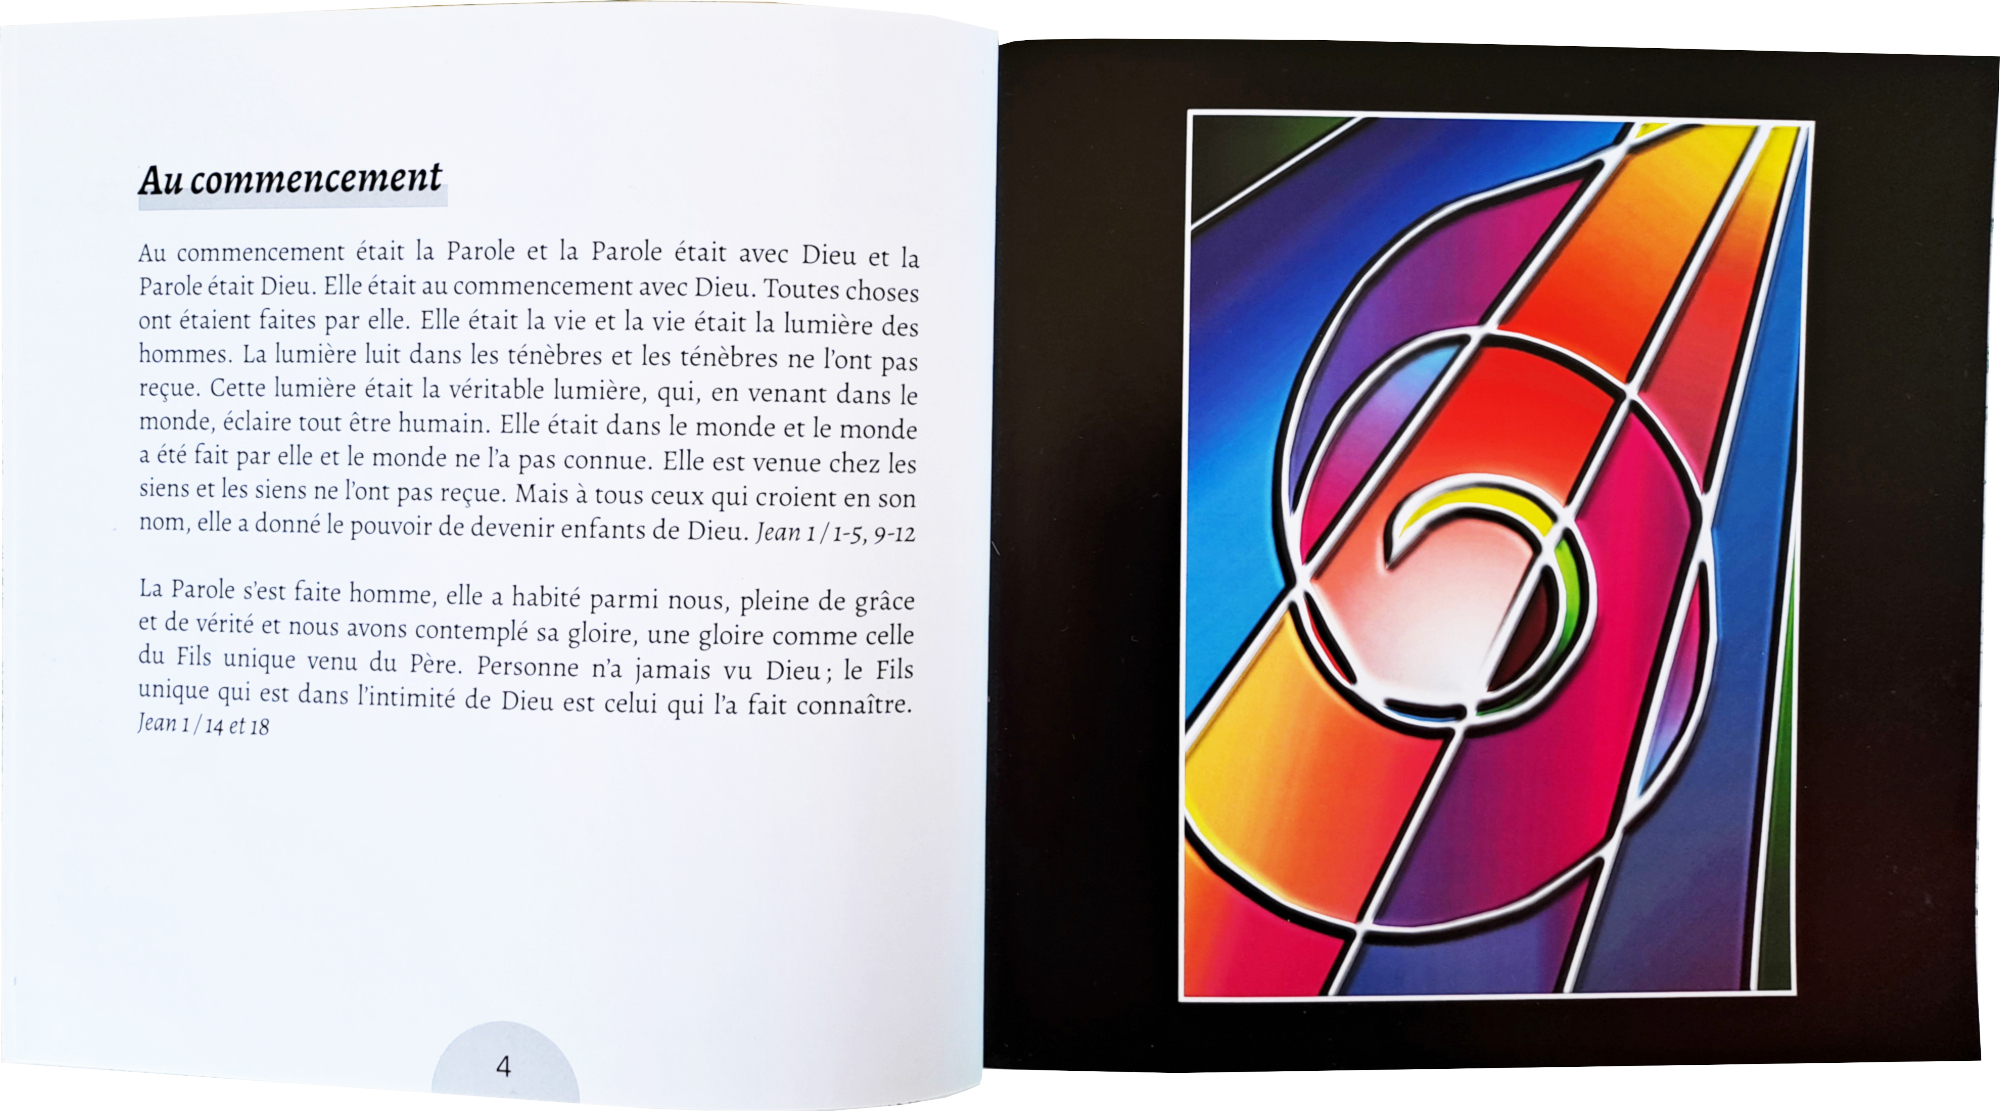 Au commencement
Au commencement était la Parole et la Parole était avec Dieu et la
Parole était Dieu. Elle était au commencement avec Dieu. Toutes choses
ont étaient faites par elle. Elle était la vie et la vie était la lumière des
hommes. La lumière luit dans les ténèbres et les ténèbres ne l’ont pas
reçue. Cette lumière était la véritable lumière, qui, en venant dans le
monde, éclaire tout être humain. Elle était dans le monde et le monde
a été fait par elle et le monde ne l’a pas connue. Elle est venue chez les
siens et les siens ne l’ont pas reçue. Mais à tous ceux qui croient en son
nom, elle a donné le pouvoir de devenir enfants de Dieu. Jean 1 / 1-5, 9-12
La Parole s’est faite homme, elle a habité parmi nous, pleine de grâce
et de vérité et nous avons contemplé sa gloire, une gloire comme celle
du Fils unique venu du Père. Personne n’a jamais vu Dieu ; le Fils
unique qui est dans l’intimité de Dieu est celui qui l’a fait connaître.
Jean 1 / 14 et 18
4